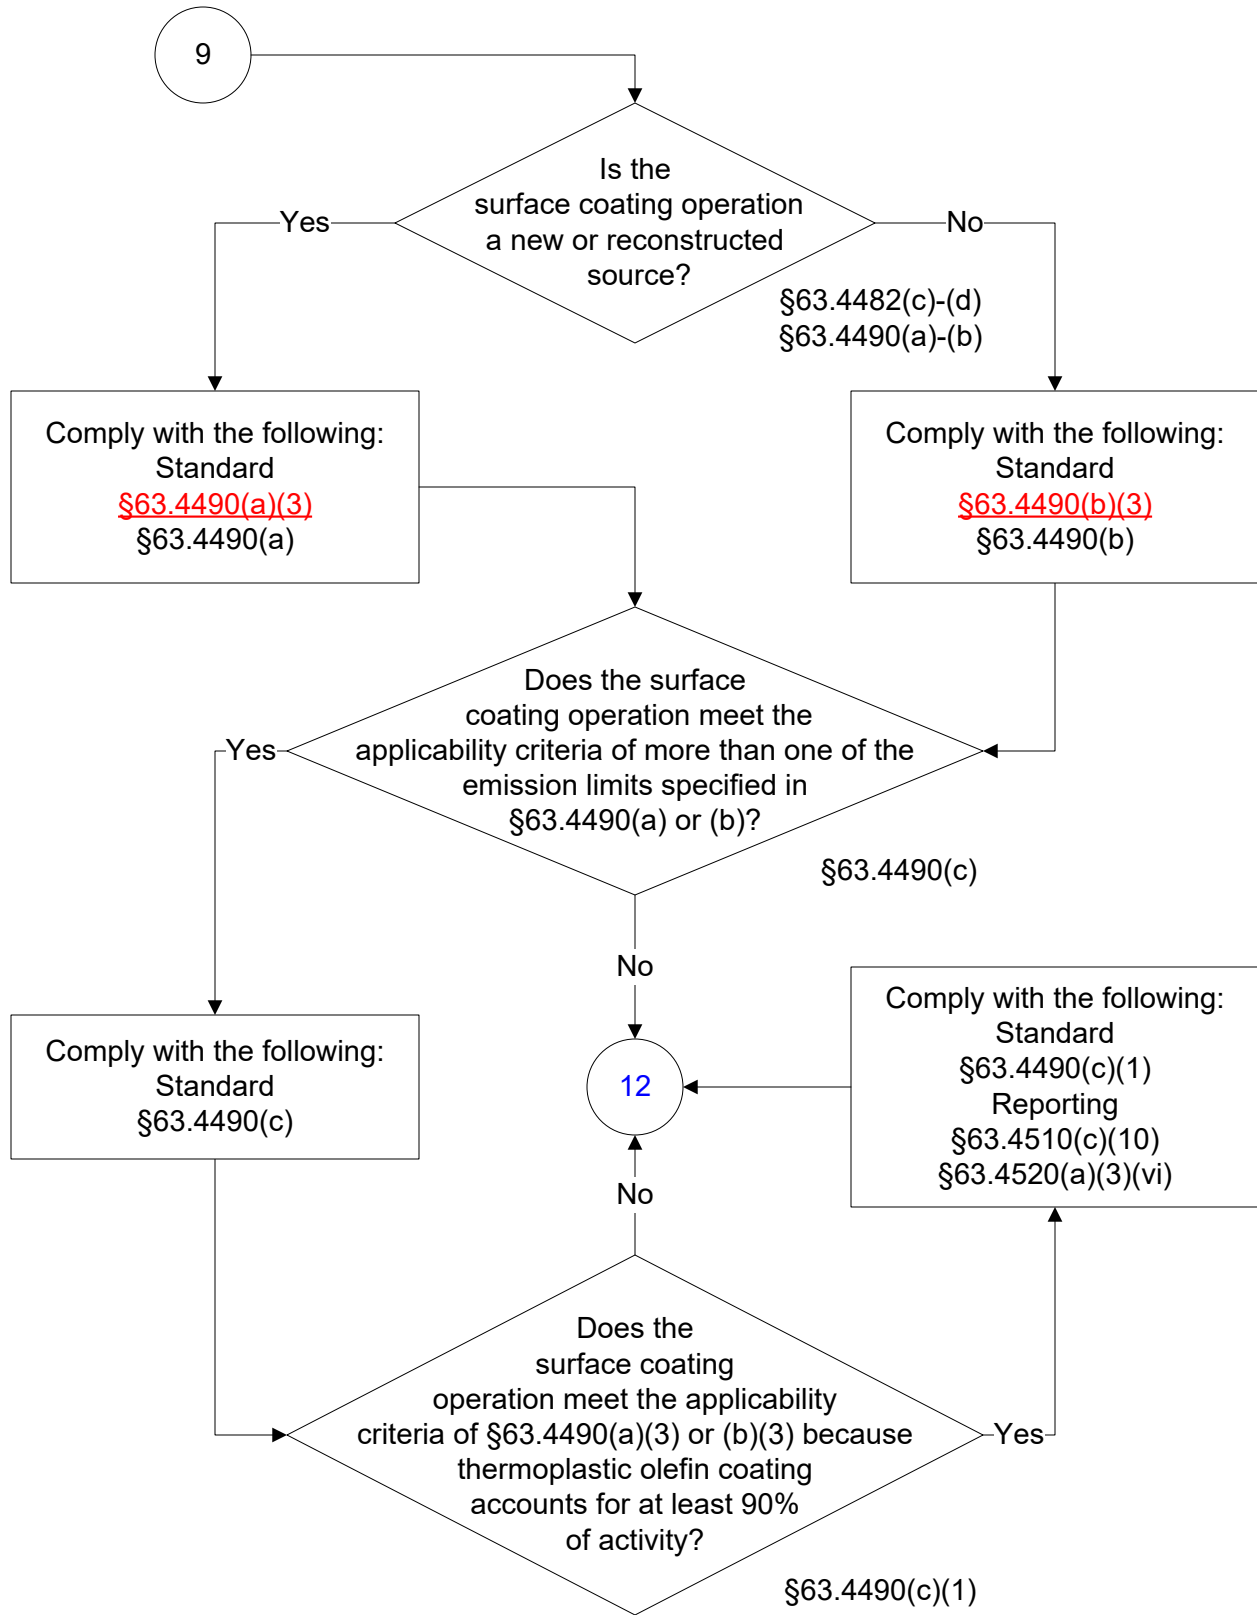 9
Is the
surface coating operation
a new or reconstructed
source?
Yes
No
§63.4482(c)-(d)
§63.4490(a)-(b)
Comply with the following:
Standard
§63.4490(a)(3)
§63.4490(a)
Comply with the following:
Standard
§63.4490(b)(3)
§63.4490(b)
Does the surface
coating operation meet the
applicability criteria of more than one of the
emission limits specified in
§63.4490(a) or (b)?
Yes
§63.4490(c)
No
Comply with the following:
Standard
§63.4490(c)
12
Comply with the following:
Standard
§63.4490(c)(1)
Reporting
§63.4510(c)(10)
§63.4520(a)(3)(vi)
No
Does the
surface coating
operation meet the applicability
criteria of §63.4490(a)(3) or (b)(3) because
thermoplastic olefin coating
accounts for at least 90%
of activity?
Yes
§63.4490(c)(1)